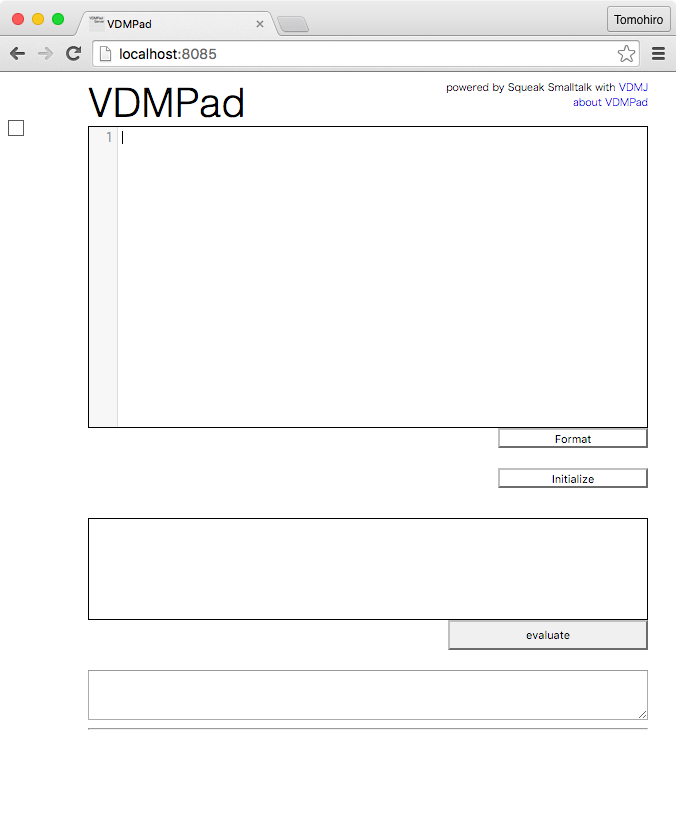 VDMPad
Tomohiro
localhost:8085
VDMPad
powered by Squeak Smalltalk with VDMJ
about VDMPad
1
Format
Initialize
evaluate